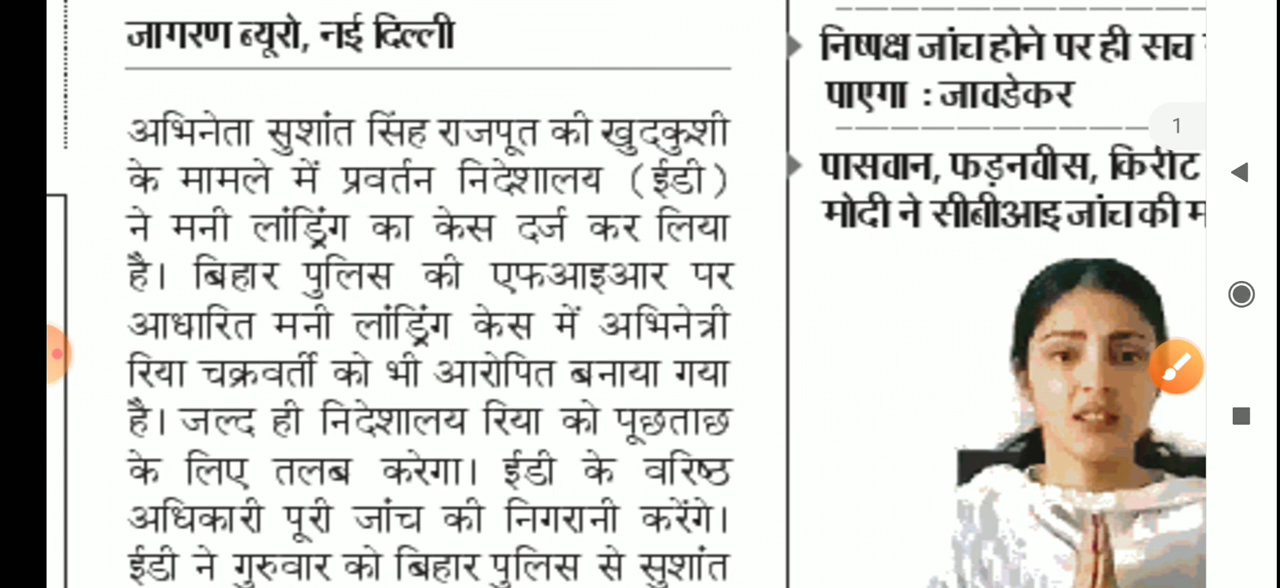 जागरण ब्यूरो, नई दिल्ली
अभिनेता सुशांत सिंह राजपूत की खुदकुशी
के मामले में प्रवर्तन निदेशालय (ईडी)
ने मनी लांड्रिंग का केस दर्ज कर लिया
है। बिहार पुलिस की एफआइआर पर
आधारित मनी लांड्रिंग केस में अभिनेत्री
रिया चक्रवर्ती को भी आरोपित बनाया गया
है। जल्द ही निदेशालय रिया को पूछताछ
के लिए तलब करेगा। ईडी के वरिष्ठ
अधिकारी पूरी जांच की निगरानी करेंगे।
ईडी ने गुरुवार को बिहार पुलिस से सुशांत
निष्पक्ष जांच होने पर ही सच
पाएगा : जावडेकर
पासवान, फड़नवीस, किरीट
मोदी ने सीबीआइ जांच की
1